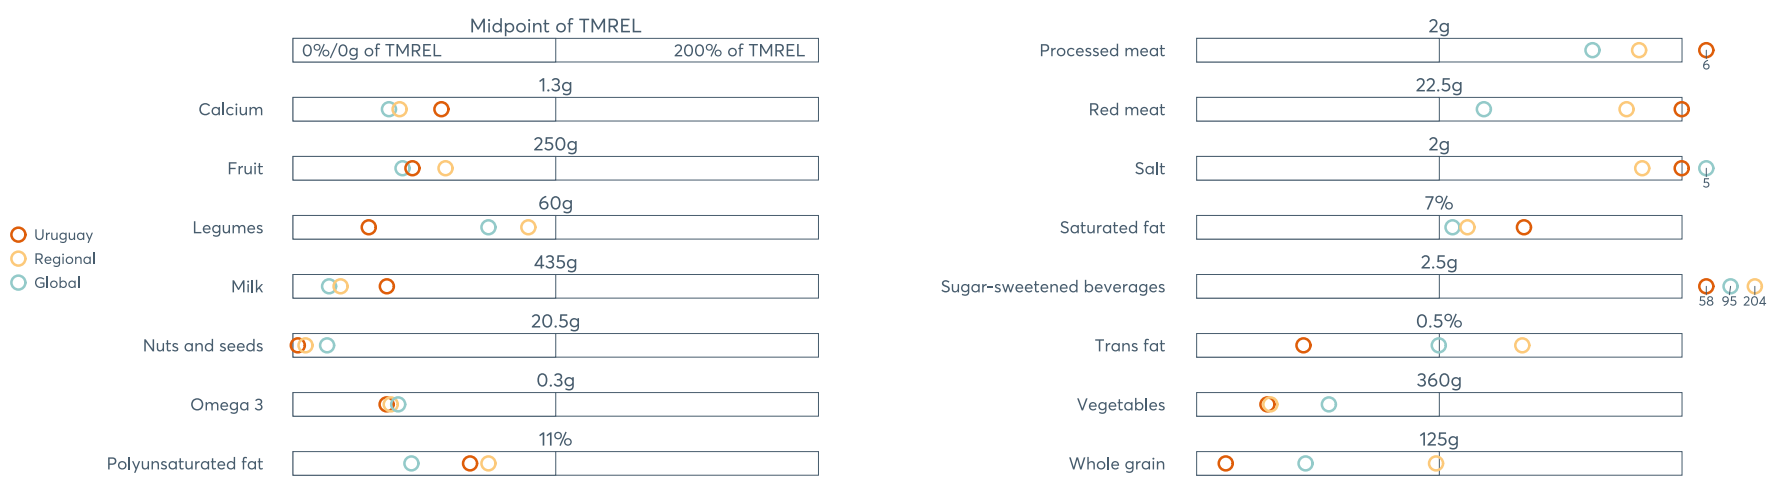 Midpoint of TMREL
0%/0g of TMREL 200% of TMREL
Calcium 1.3g
Fruit 250g
Legumes 60g
Milk 435g
Nuts and seeds 20.5g
Omega 3 0.3g
Polyunsaturated fat 11%
Uruguay
Regional
Global
Processed meat 2g
6
Red meat 22.5g
Salt 2g
5
Saturated fat 7%
Sugar-sweetened beverages 2.5g
58 95 204
Trans fat 0.5%
Vegetables 360g
Whole grain 125g